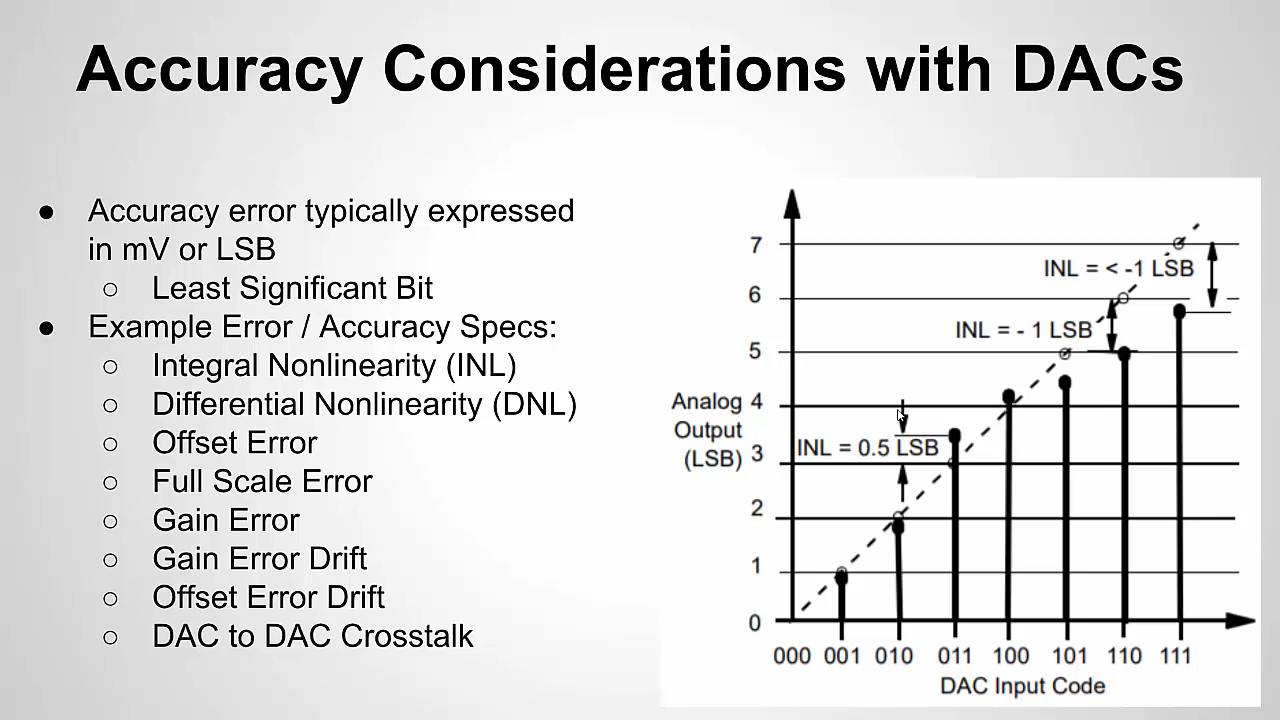 Accuracy Considerations with DACs
● Accuracy error typically expressed
in mV or LSB
○ Least Significant Bit
● Example Error / Accuracy Specs:
○ Integral Nonlinearity (INL)
○ Differential Nonlinearity (DNL)
○ Offset Error
○ Full Scale Error
○ Gain Error
○ Gain Error Drift
○ Offset Error Drift
○ DAC to DAC Crosstalk
7
INL = < -1 LSB
6
INL = - 1 LSB
5
Analog 4
Output
(LSB) 3
INL = 0.5 LSB
2
1
0
000 001 010 011 100 101 110 111
DAC Input Code